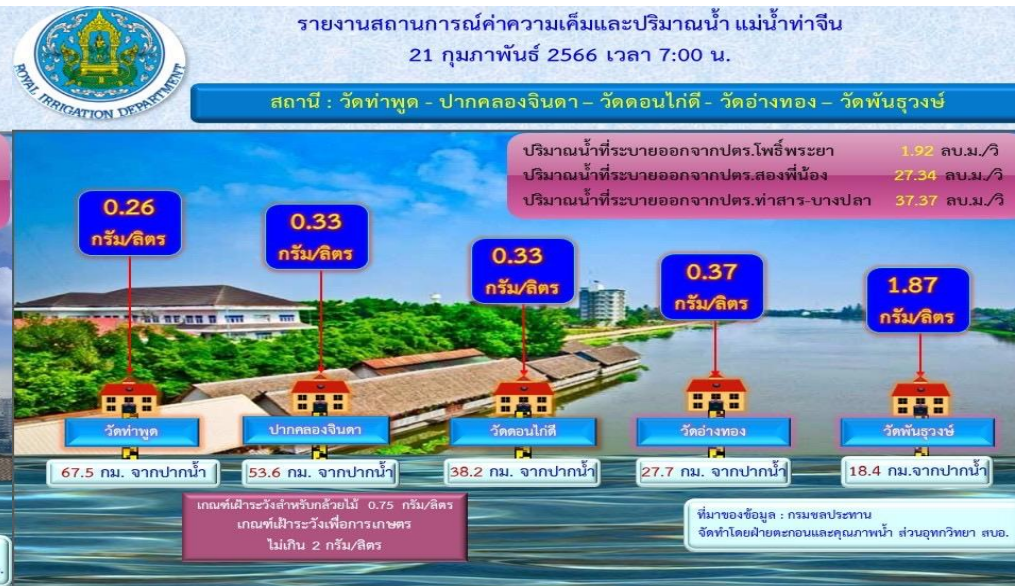 รายงานสถานการณ์ค่าความเค็มและปริมาณน้ำ แม่น้ำท่าจีน
21 กุมภาพันธ์ 2566 เวลา 7:00 น.
ROYAL IRRIGATION DEPARTMENT
สถานี : วัดท่าพูด - ปากคลองจินดา – วัดดอนไก่ดี - วัดอ่างทอง – วัดพันธุวงษ์
ปริมาณน้ำที่ระบายออกจากปตร.โพธิ์พระยา 1.92 ลบ.ม./วิ
ปริมาณน้ำที่ระบายออกจากปตร.สองพี่น้อง 27.34 ลบ.ม./วิ
ปริมาณน้ำที่ระบายออกจากปตร.ท่าสาร-บางปลา 37.37 ลบ.ม./วิ
0.26
กรัม/ลิตร
0.33
กรัม/ลิตร
0.33
กรัม/ลิตร
0.37
กรัม/ลิตร
1.87
กรัม/ลิตร
วัดท่าพูด
ปากคลองจินดา
วัดดอนไก่ดี
วัดอ่างทอง
วัดพันธุวงษ์
67.5 กม. จากปากน้ำ
53.6 กม. จากปากน้ำ
38.2 กม. จากปากน้ำ
27.7 กม. จากปากน้ำ
18.4 กม.จากปากน้ำ
เกณฑ์เฝ้าระวังสำหรับกล้วยไม้ 0.75 กรัม/ลิตร
เกณฑ์เฝ้าระวังเพื่อการเกษตร
ไม่เกิน 2 กรัม/ลิตร
ที่มาของข้อมูล : กรมชลประทาน
จัดทำโดยฝ่ายตะกอนและคุณภาพน้ำ ส่วนอุทกวิทยา สบอ.